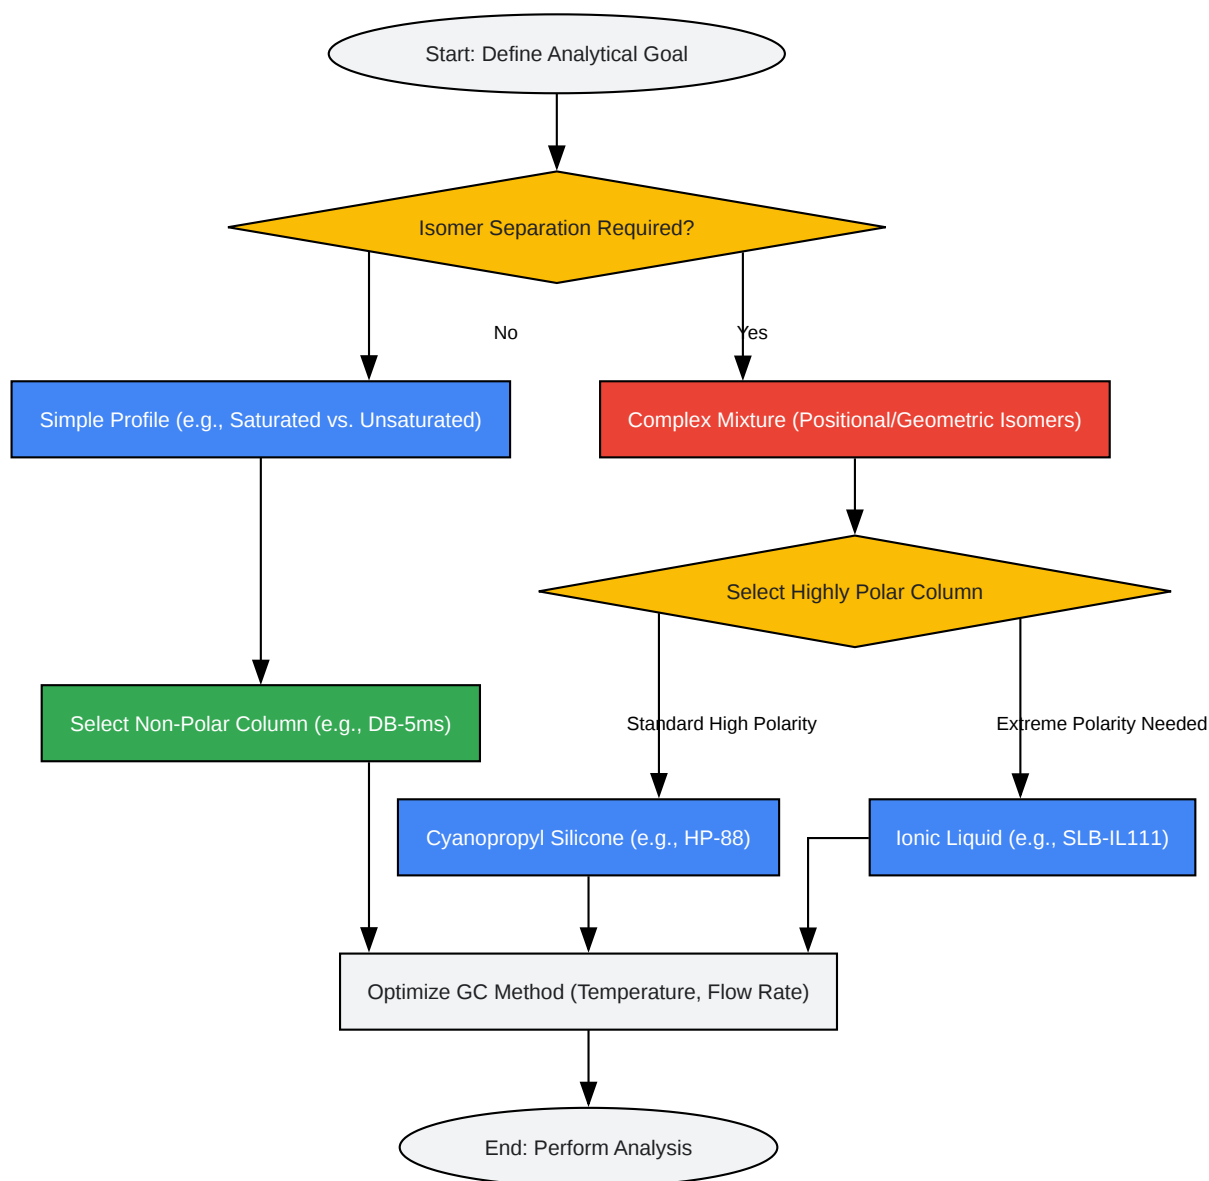 Start: Define Analytical Goal
Isomer Separation Required?
No
Yes
Simple Profile (e.g., Saturated vs. Unsaturated)
Complex Mixture (Positional/Geometric Isomers)
Select Highly Polar Column
Select Non-Polar Column (e.g., DB-5ms)
Standard High Polarity
Extreme Polarity Needed
Cyanopropyl Silicone (e.g., HP-88)
Ionic Liquid (e.g., SLB-IL111)
Optimize GC Method (Temperature, Flow Rate)
End: Perform Analysis